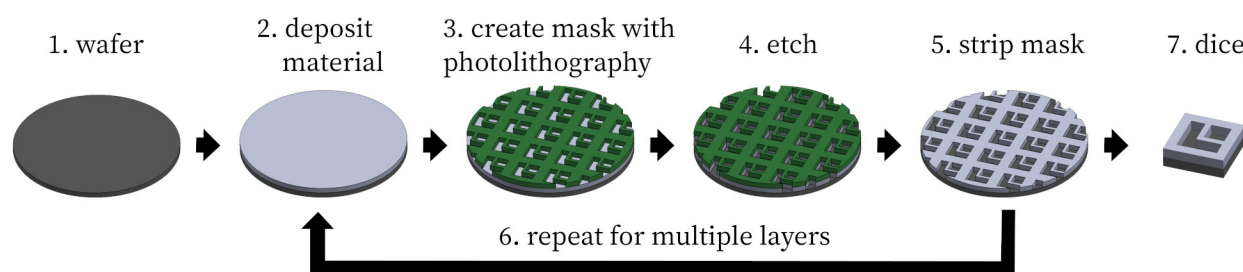 1. wafer
2. deposit
material
3. create mask with
photolithography
4. etch
5. strip mask
7. dice
6. repeat for multiple layers